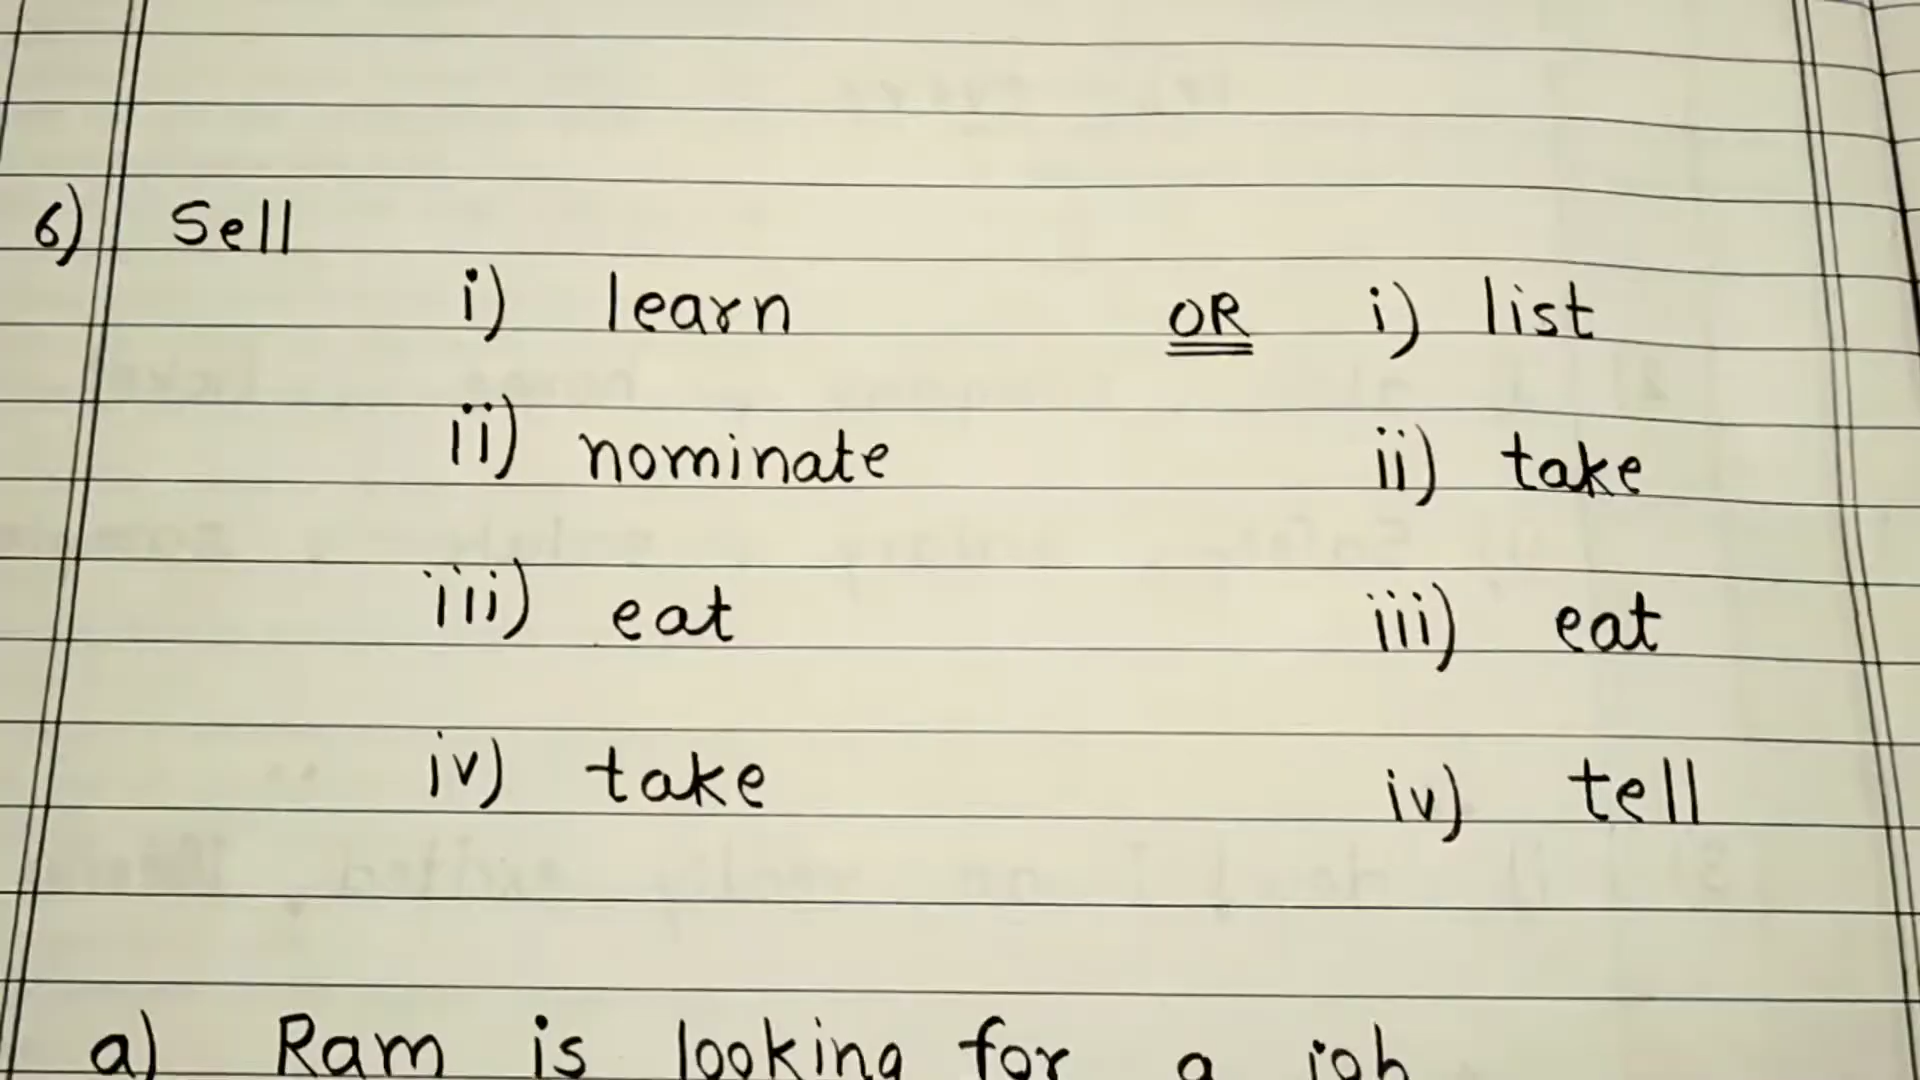 6) Sell
i) learn OR i) list
ii) nominate ii) take
iii) eat iii) eat
iv) take iv) tell
a) Ram is looking for a job